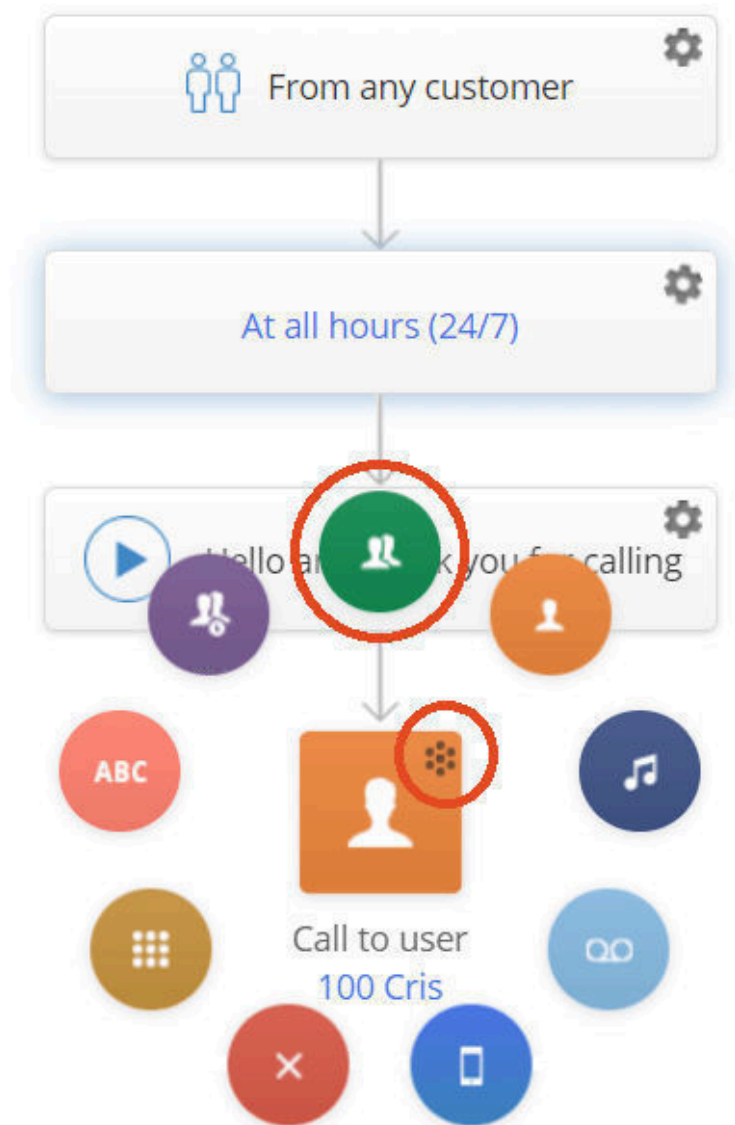 From any customer
At all hours (24/7)
Hello you calling
ABC
Call to user
100 Cris